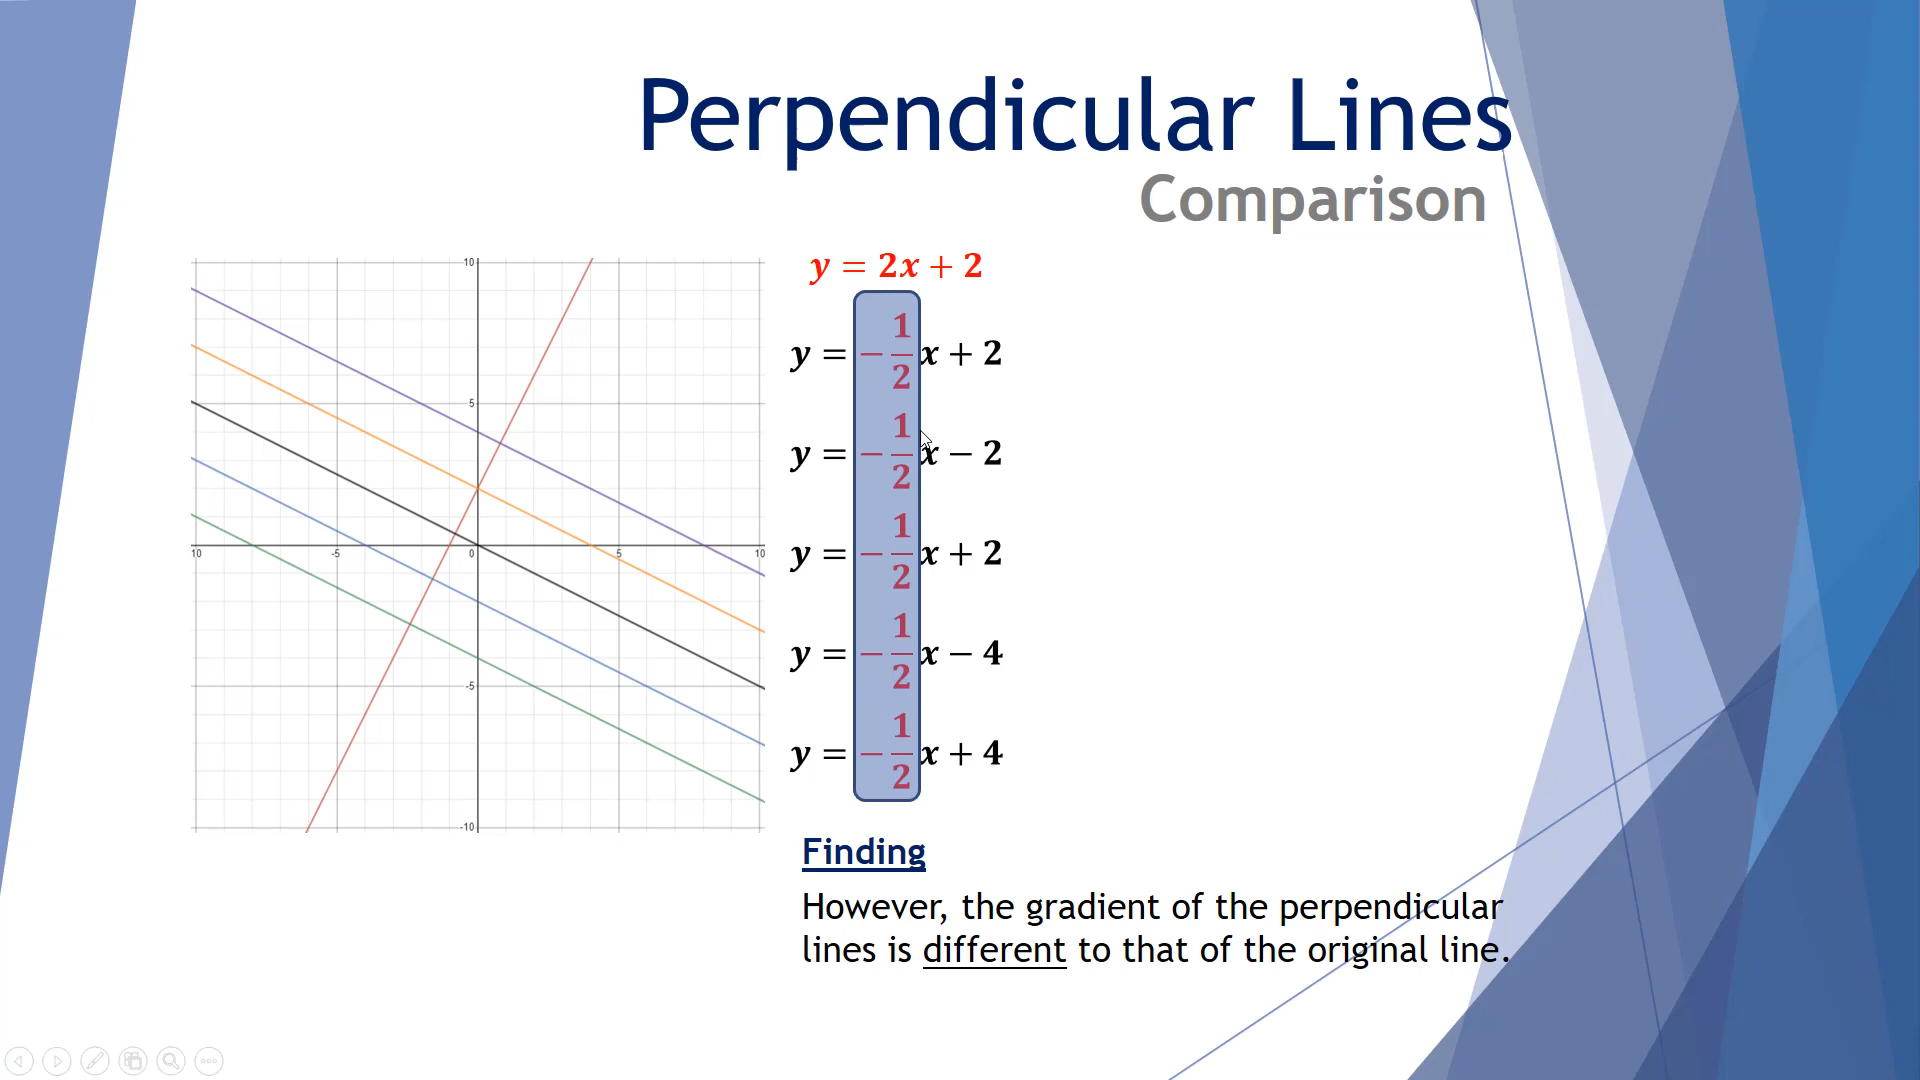 Perpendicular Lines
Comparison
y = 2x + 2
y = -1/2x + 2
y = -1/2x - 2
y = -1/2x + 2
y = -1/2x - 4
y = -1/2x + 4
10
5
10 -5 0 5 10
-5
-10
Finding
However, the gradient of the perpendicular
lines is different to that of the original line.